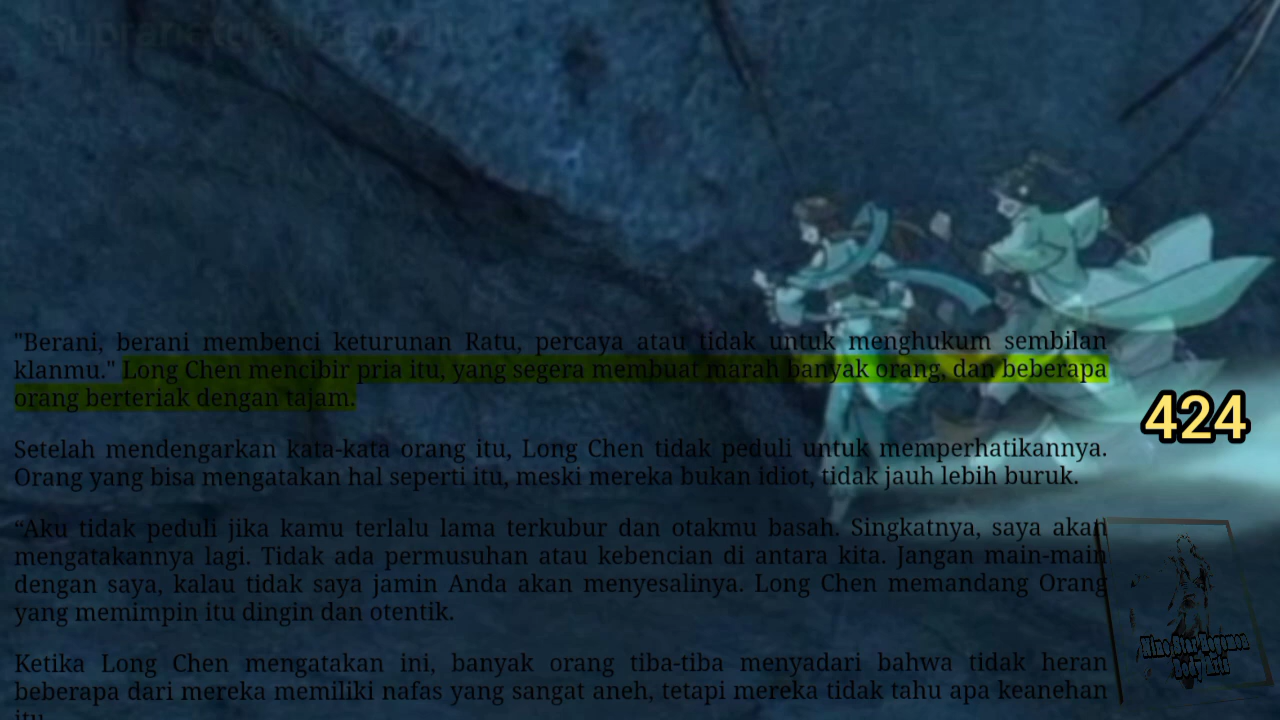 "Berani, berani membenci keturunan Ratu, percaya atau tidak untuk menghukum sembilan
klanmu." Long Chen mencibir pria itu, yang segera membuat marah banyak orang, dan beberapa
orang berteriak dengan tajam.
424
Setelah mendengarkan kata-kata orang itu, Long Chen tidak peduli untuk memperhatikannya.
Orang yang bisa mengatakan hal seperti itu, meski mereka bukan idiot, tidak jauh lebih buruk.
“Aku tidak peduli jika kamu terlalu lama terkubur dan otakmu basah. Singkatnya, saya akan
mengatakannya lagi. Tidak ada permusuhan atau kebencian di antara kita. Jangan main-main
dengan saya, kalau tidak saya jamin Anda akan menyesalinya. Long Chen memandang Orang
yang memimpin itu dingin dan otentik.
Ketika Long Chen mengatakan ini, banyak orang tiba-tiba menyadari bahwa tidak heran
beberapa dari mereka memiliki nafas yang sangat aneh, tetapi mereka tidak tahu apa keanehan
itu.
Nine Star Hegemon
Body Arts